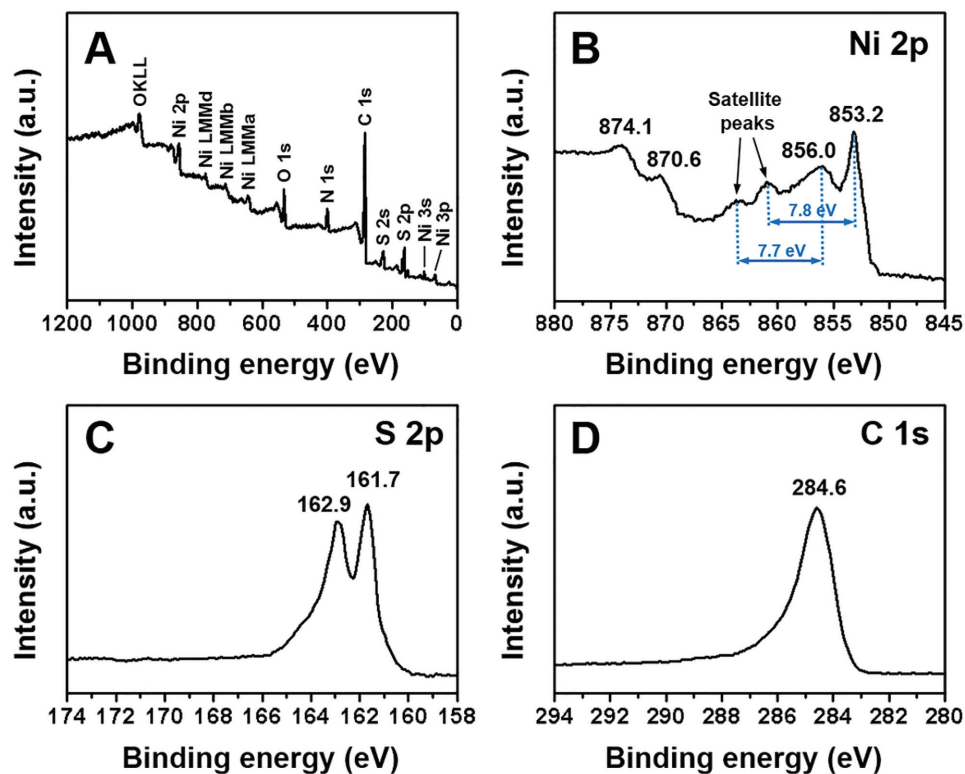 A
Intensity (a.u.)
OKLL
Ni 2p
Ni LMMd
Ni LMMb
Ni LMMa
O 1s
N 1s
C 1s
S 2s
S 2p
Ni 3s
Ni 3p
1200 1000 800 600 400 200 0
Binding energy (eV)
B
Ni 2p
Intensity (a.u.)
Satellite
peaks
874.1
870.6
856.0
853.2
7.8 eV
7.7 eV
880 875 870 865 860 855 850 845
Binding energy (eV)
C
S 2p
Intensity (a.u.)
162.9
161.7
174 172 170 168 166 164 162 160 158
Binding energy (eV)
D
C 1s
Intensity (a.u.)
284.6
294 292 290 288 286 284 282 280
Binding energy (eV)